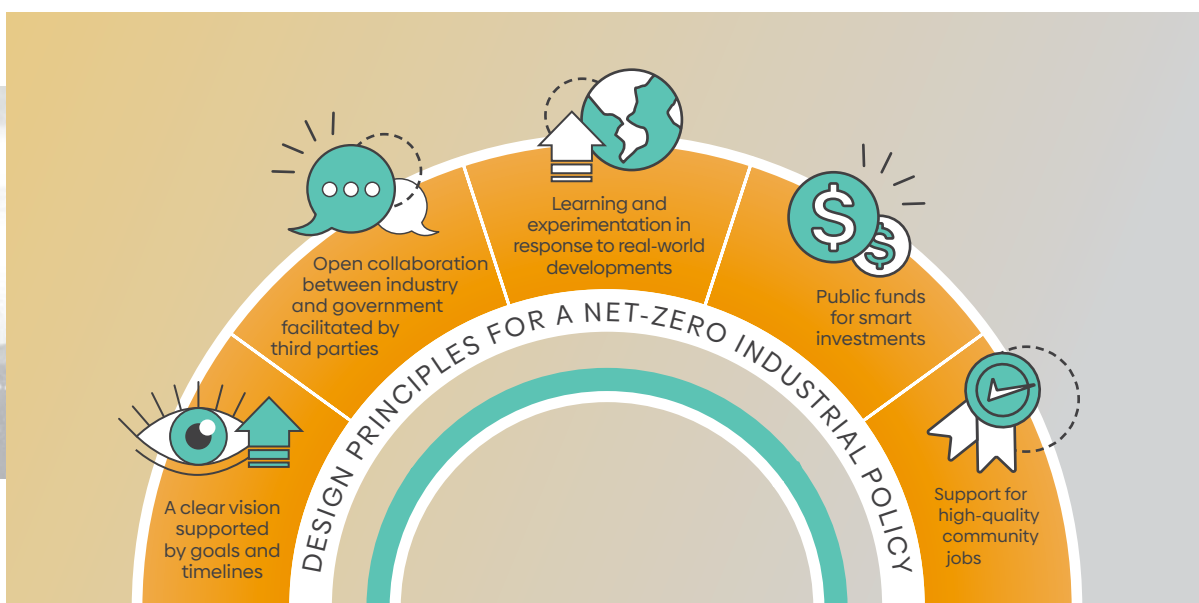 A clear vision
supported
by goals and
timelines
Open collaboration
between industry
and government
facilitated by
third parties
Learning and
experimentation in
response to real-world
developments
Public funds
for smart
investments
Support for
high-quality
community
jobs
DESIGN PRINCIPLES FOR A NET-ZERO INDUSTRIAL POLICY
$
$